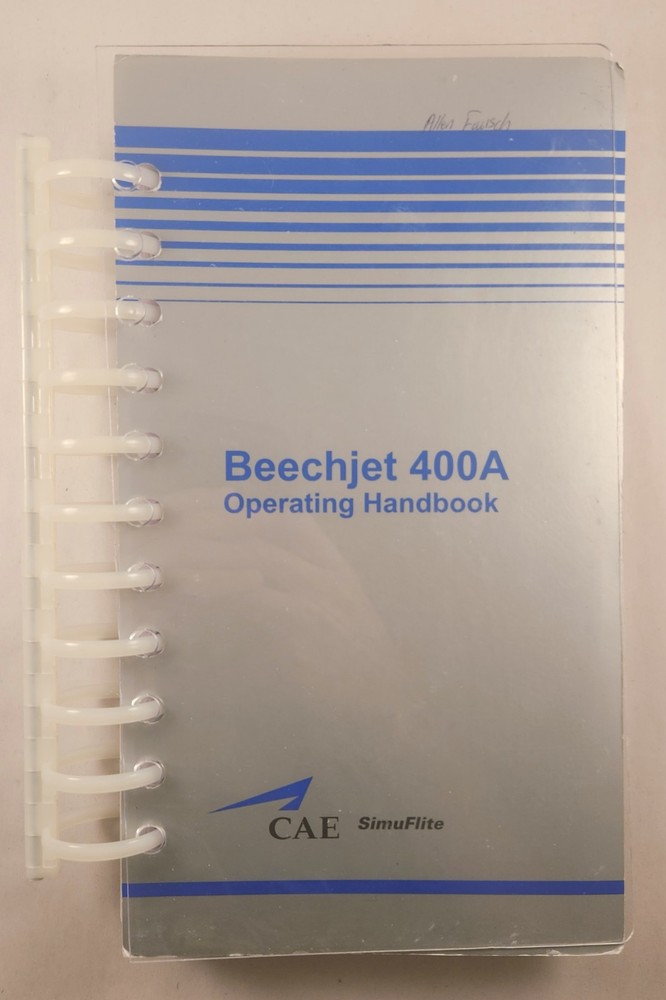 Allen Fausch
Beechjet 400A
Operating Handbook
CAE SimuFlite